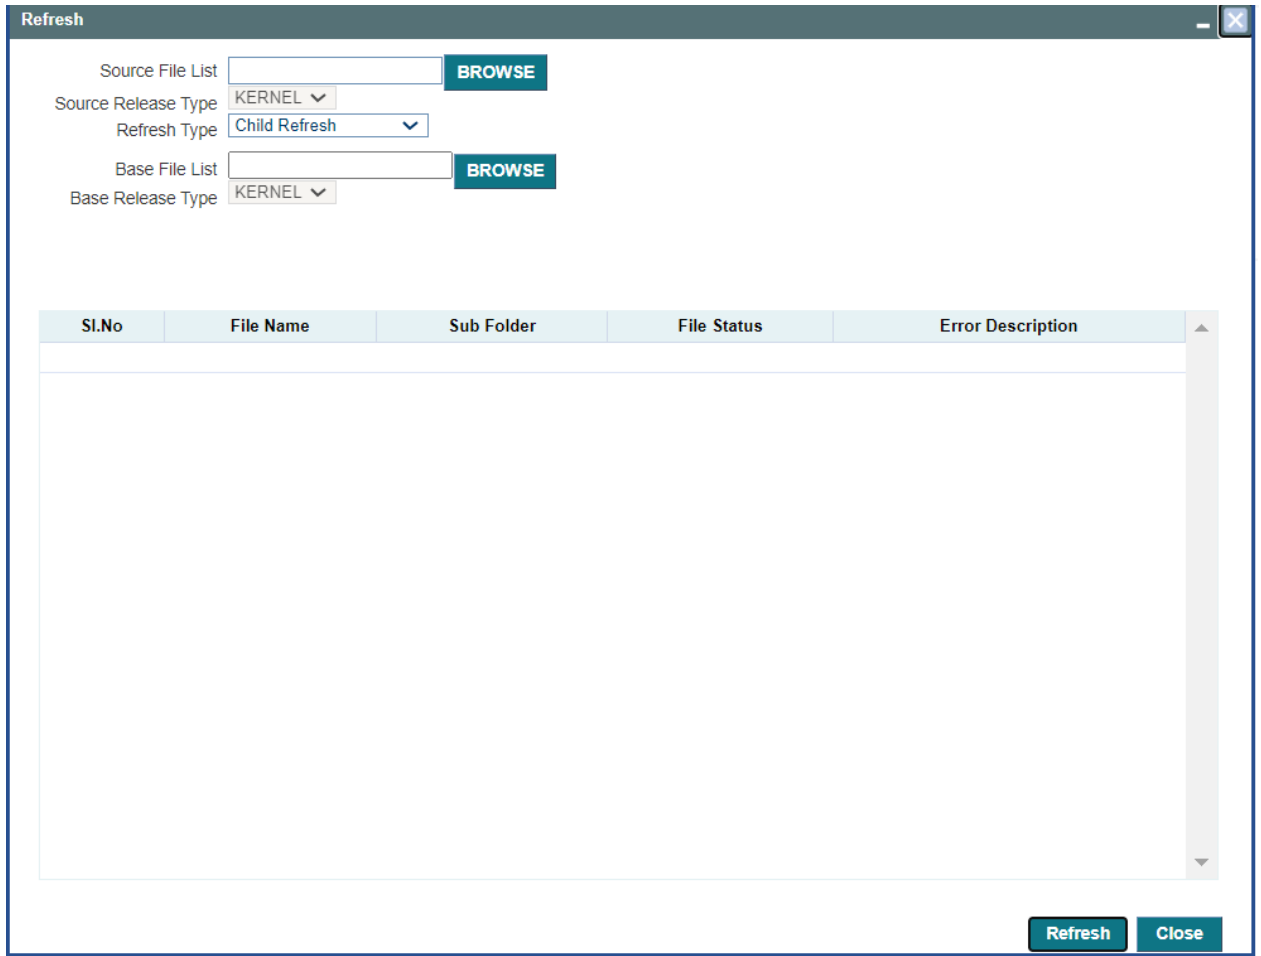 Refresh
Source File List BROWSE
Source Release Type KERNEL
Refresh Type Child Refresh
Base File List BROWSE
Base Release Type KERNEL
Sl.No File Name Sub Folder File Status Error Description
Refresh Close